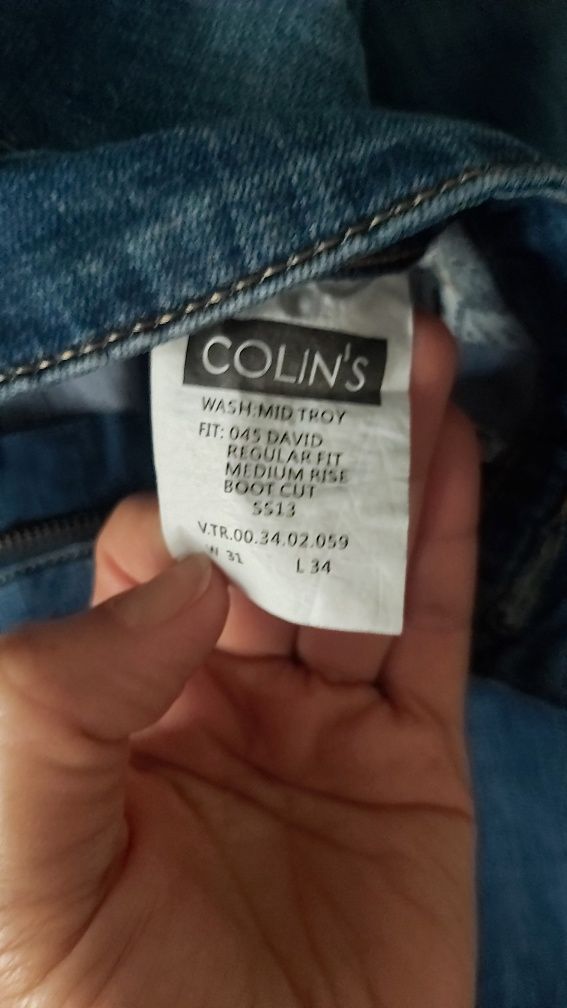 COLIN'S
WASH:MID TROY
FIT: 045 DAVID
REGULAR FIT
MEDIUM RISE
BOOT CUT
SS13
V.TR.00.34.02.059
W 31 L 34